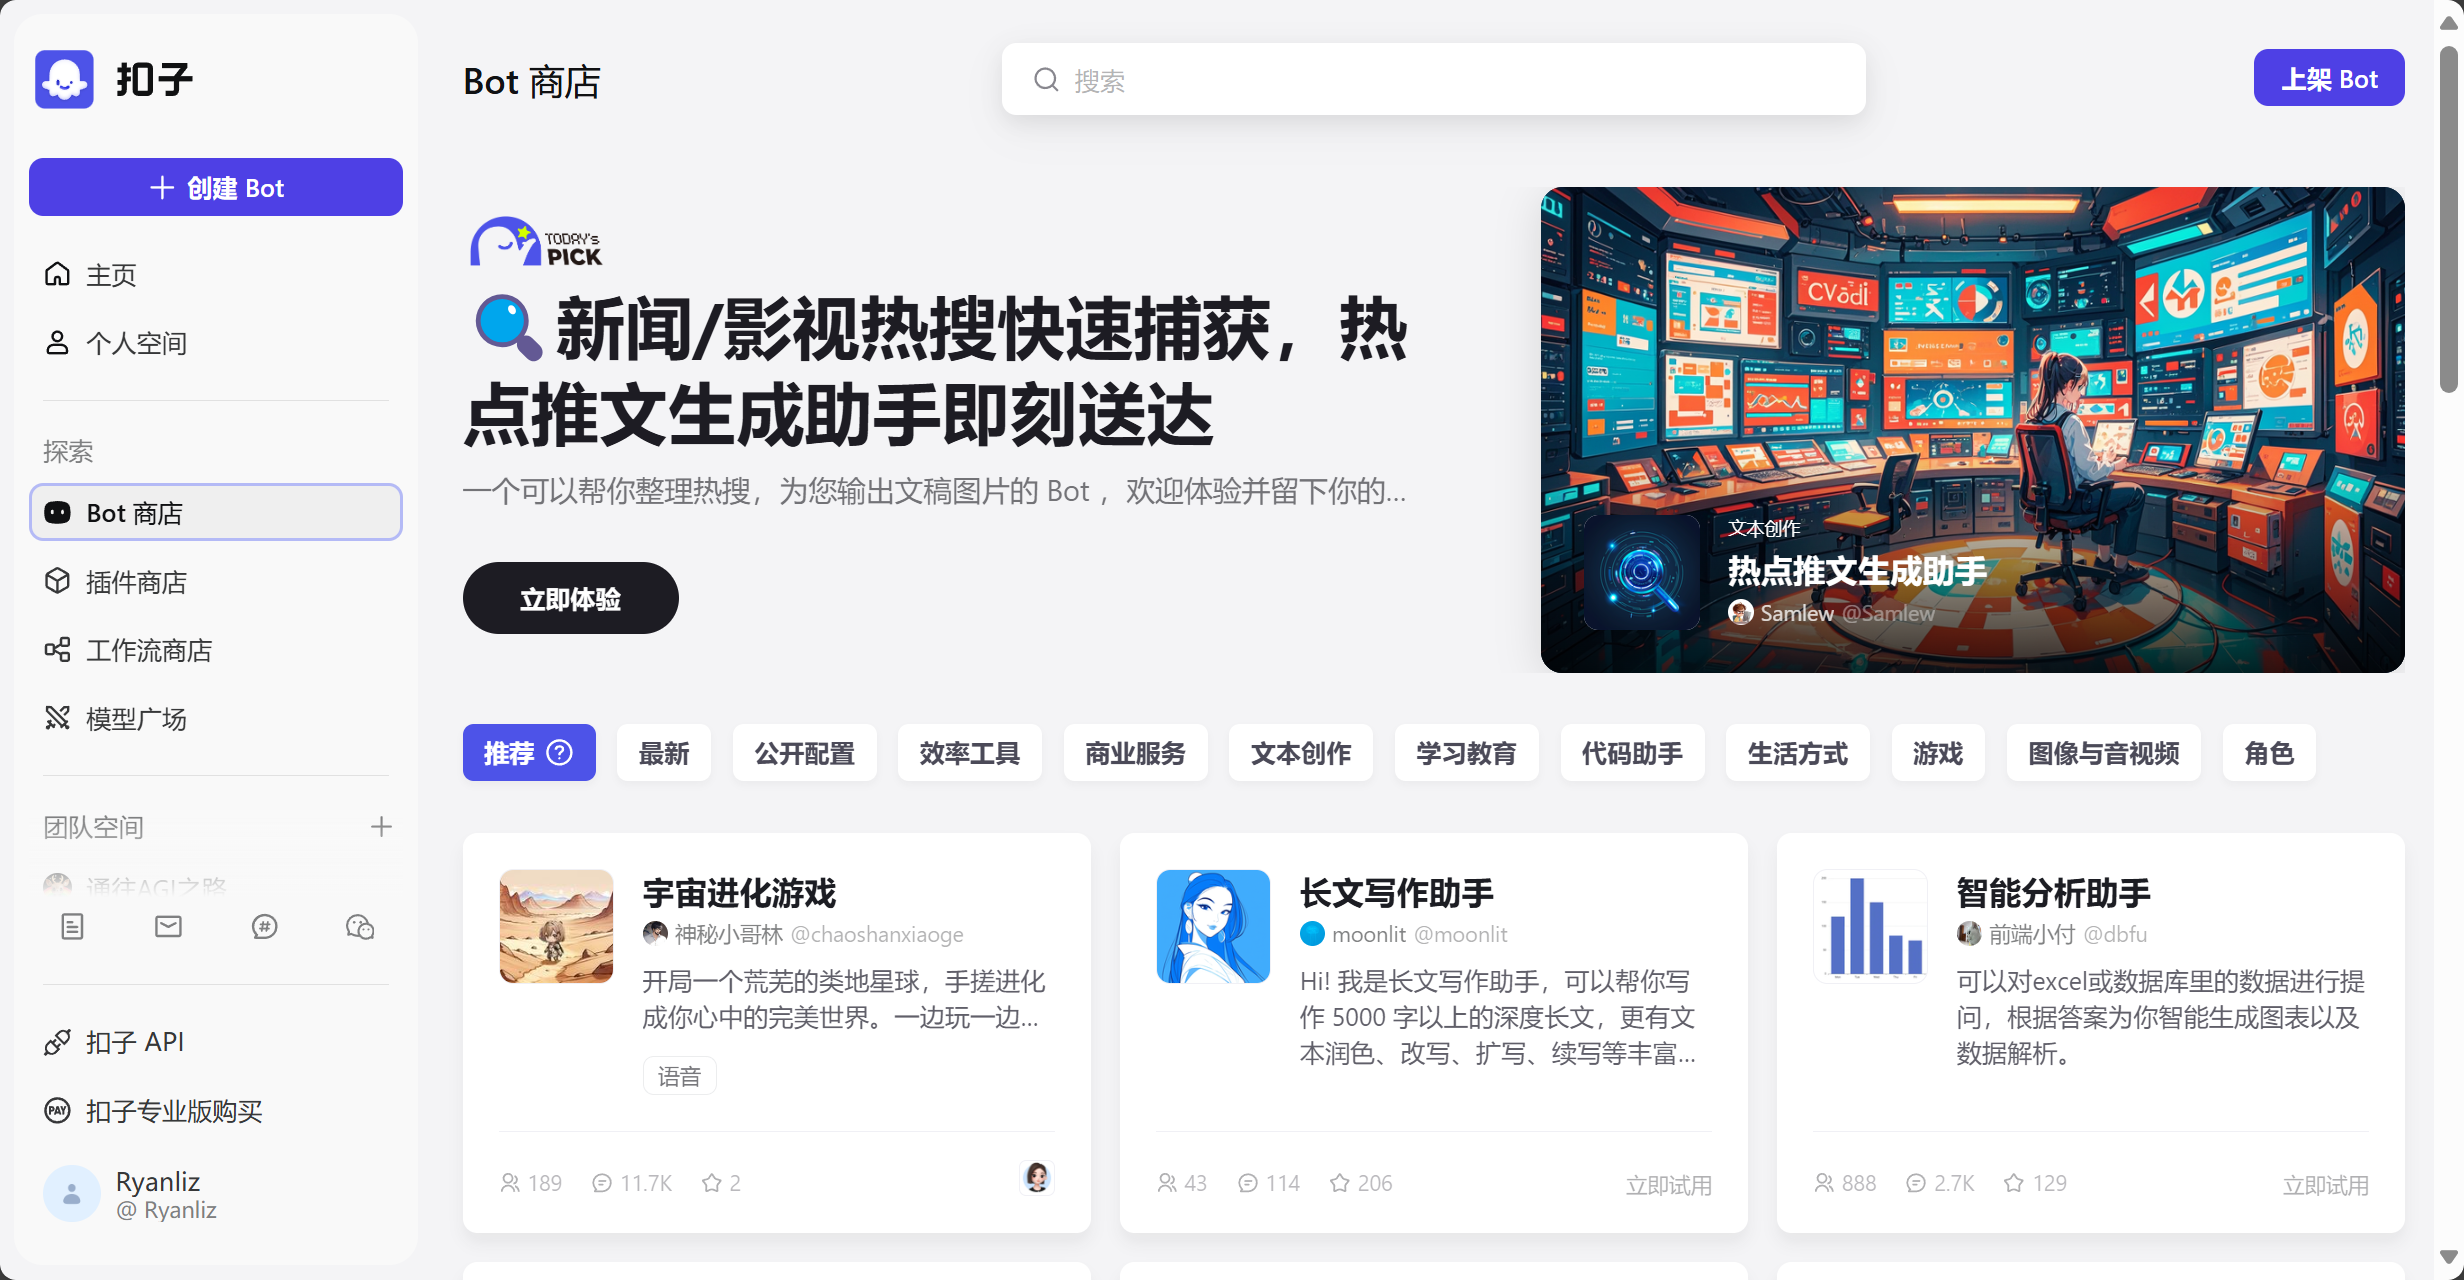 扣子
创建 Bot
主页
个人空间
探索
Bot 商店
插件商店
工作流商店
模型广场
团队空间
通往AGI之路
扣子 API
PAY
扣子专业版购买
Ryanliz
@ Ryanliz
Bot 商店
搜索
上架 Bot
TODAY's
PICK
新闻/影视热搜快速捕获，热
点推文生成助手即刻送达
一个可以帮你整理热搜，为您输出文稿图片的 Bot ，欢迎体验并留下你的...
立即体验
CVadi
文本创作
热点推文生成助手
Samlew @Samlew
推荐
最新
公开配置
效率工具
商业服务
文本创作
学习教育
代码助手
生活方式
游戏
图像与音视频
角色
宇宙进化游戏
神秘小哥林 @chaoshanxiaoge
开局一个荒芜的类地星球，手搓进化
成你心中的完美世界。一边玩一边...
语音
189 11.7K 2
长文写作助手
moonlit @moonlit
Hi! 我是长文写作助手，可以帮你写
作 5000 字以上的深度长文，更有文
本润色、改写、扩写、续写等丰富...
43 114 206 立即试用
智能分析助手
前端小付 @dbfu
可以对excel或数据库里的数据进行提
问，根据答案为你智能生成图表以及
数据解析。
888 2.7K 129 立即试用